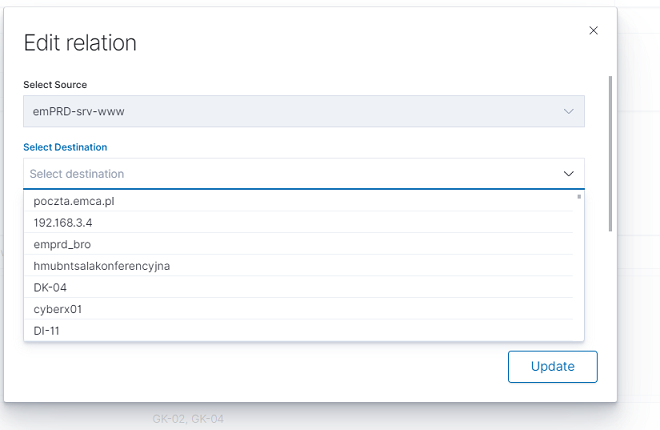 Edit relation
Select Source
emPRD-srv-www
Select Destination
Select destination
poczta.emca.pl
192.168.3.4
emprd_bro
hmubntsalakonferencyjna
DK-04
cyberx01
DI-11
Update
GK-02, GK-04